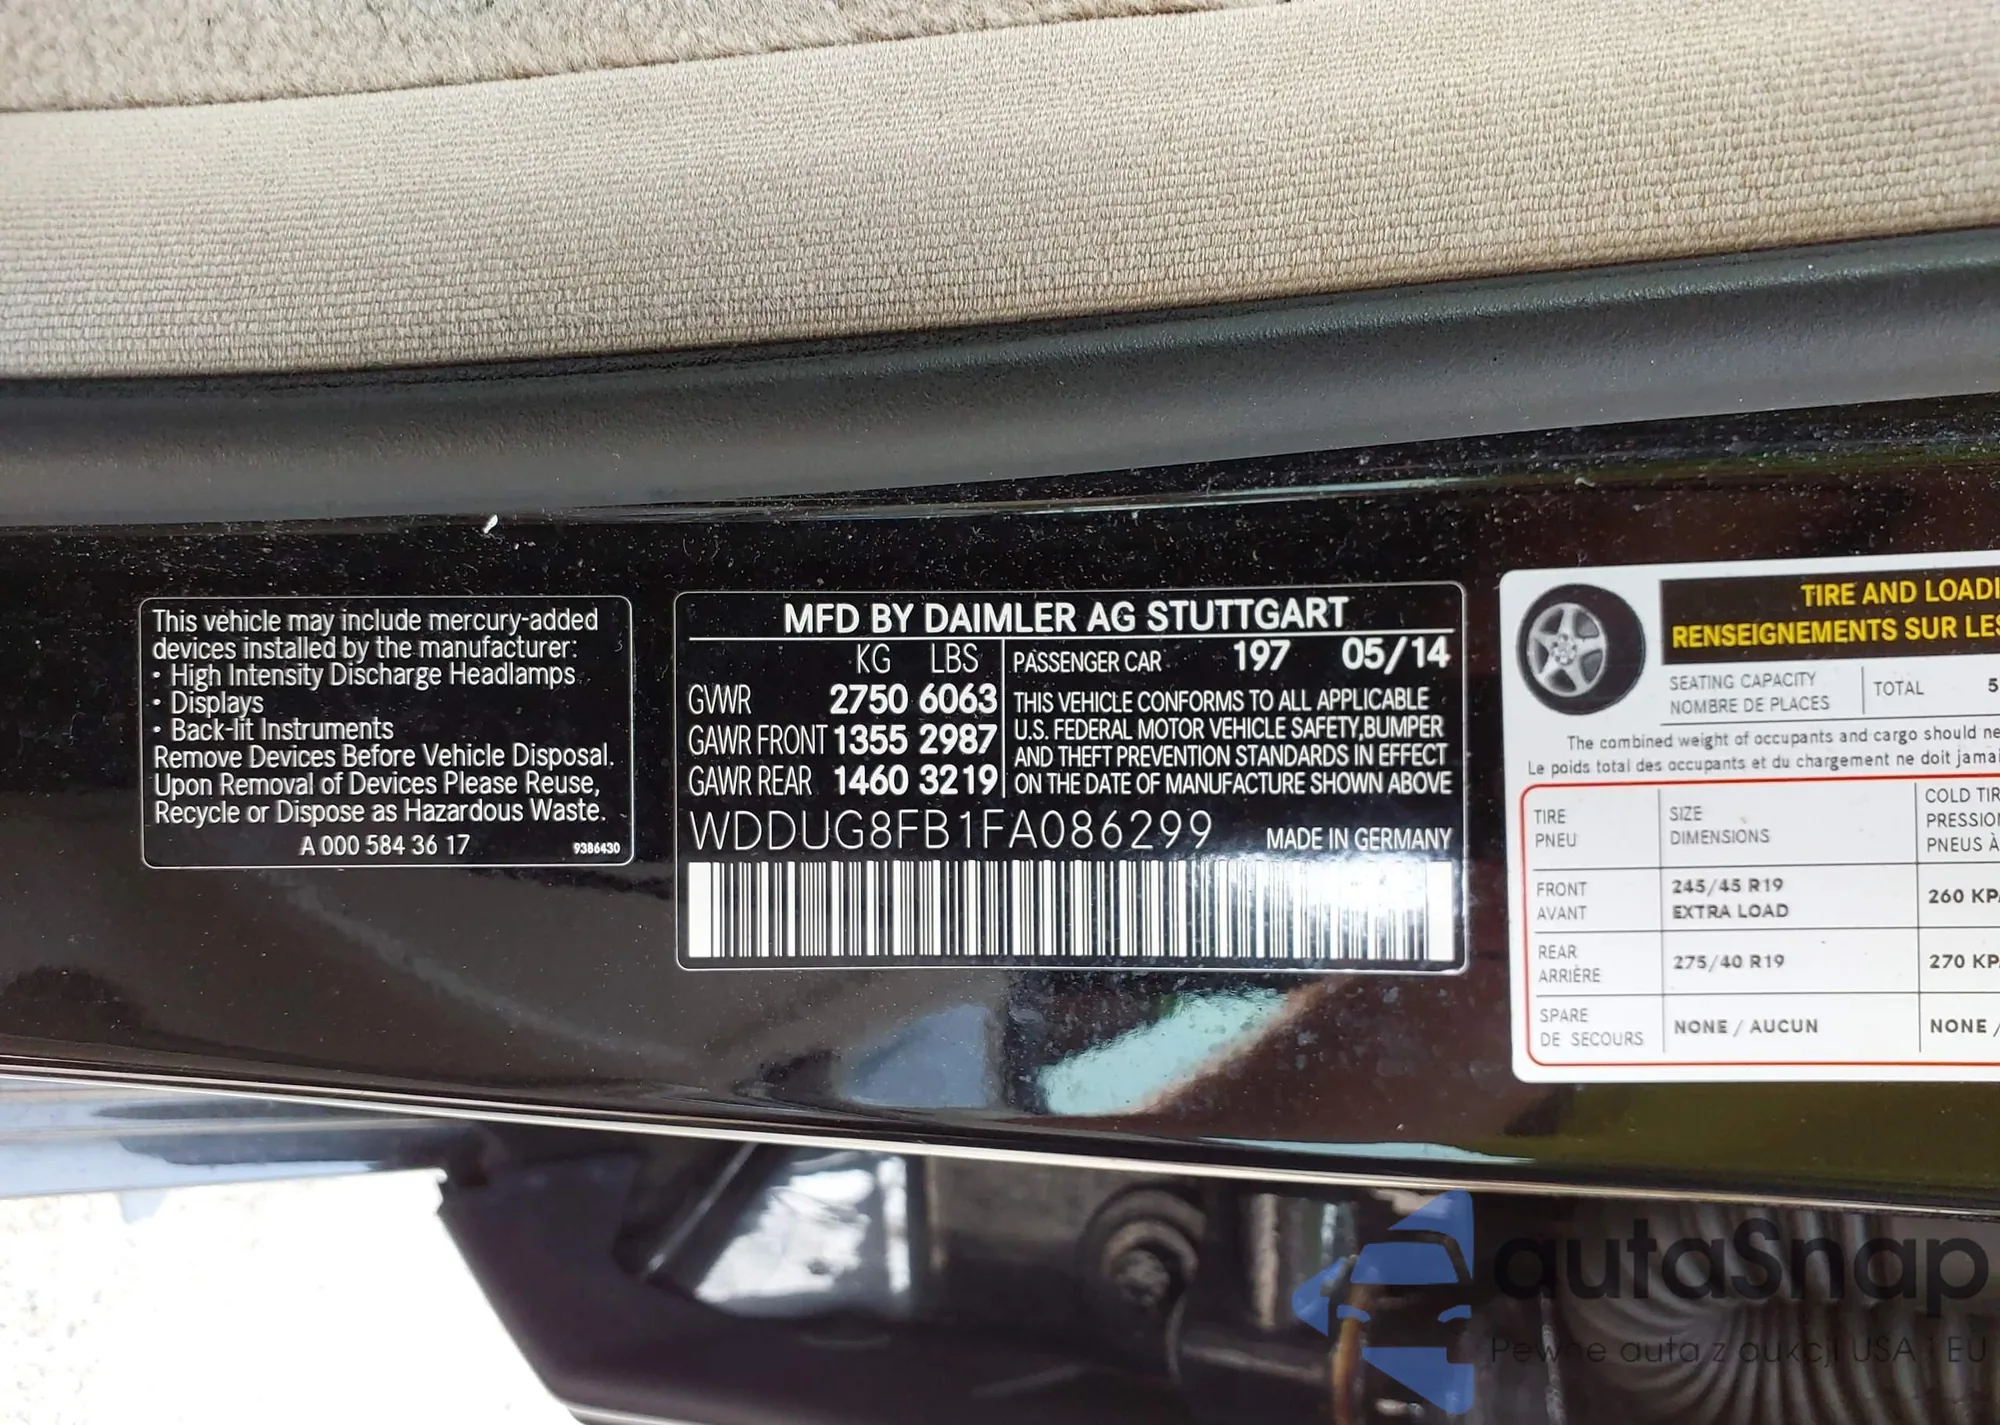 This vehicle may include mercury-added
devices installed by the manufacturer:
• High Intensity Discharge Headlamps
• Displays
• Back-lit Instruments
Remove Devices Before Vehicle Disposal.
Upon Removal of Devices Please Reuse,
Recycle or Dispose as Hazardous Waste.
A 000 584 36 17 9386430
MFD BY DAIMLER AG STUTTGART
KG LBS
GVWR 2750 6063
GAWR FRONT 1355 2987
GAWR REAR 1460 3219
PASSENGER CAR 197 05/14
THIS VEHICLE CONFORMS TO ALL APPLICABLE
U.S. FEDERAL MOTOR VEHICLE SAFETY,BUMPER
AND THEFT PREVENTION STANDARDS IN EFFECT
ON THE DATE OF MANUFACTURE SHOWN ABOVE
WDDUG8FB1FA086299 MADE IN GERMANY
TIRE AND LOADI
RENSEIGNEMENTS SUR LES
SEATING CAPACITY
NOMBRE DE PLACES
TOTAL 5
The combined weight of occupants and cargo should ne
Le poids total des occupants et du chargement ne doit jamai
TIRE
PNEU
SIZE
DIMENSIONS
COLD TIR
PRESSION
PNEUS À
FRONT
AVANT
245/45 R19
EXTRA LOAD
260 KPA
REAR
ARRIÈRE
275/40 R19
270 KPA
SPARE
DE SECOURS
NONE / AUCUN
NONE /
autaSnap
Pewne auta z aukcji USA i EU